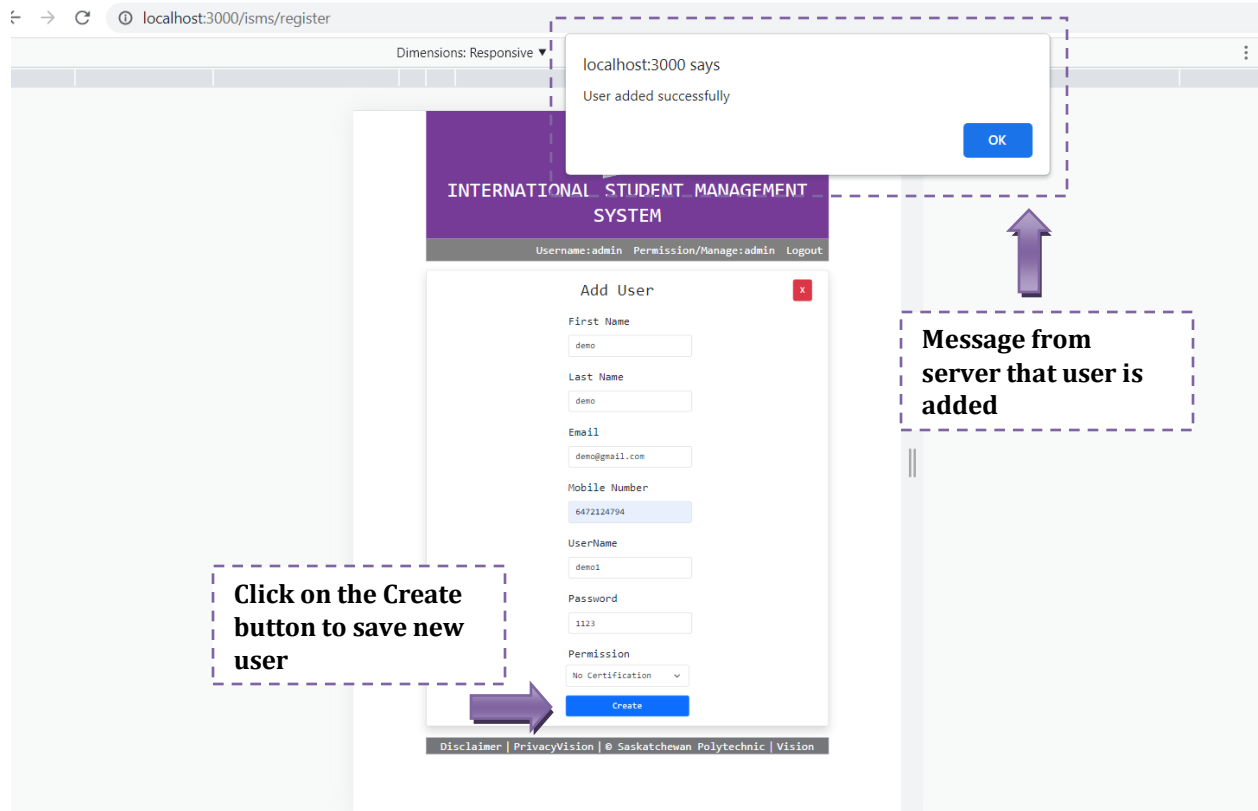 localhost:3000/isms/register
Dimensions: Responsive ▼
localhost:3000 says
User added successfully
OK
INTERNATIONAL STUDENT MANAGEMENT
SYSTEM
Username:admin Permission/Manage:admin Logout
Add User
X
First Name
demo
Last Name
demo
Email
demo@gmail.com
Mobile Number
6472124794
UserName
demo1
Password
1123
Permission
No Certification
Create
Message from
server that user is
added
Click on the Create
button to save new
user
Disclaimer | PrivacyVision | © Saskatchewan Polytechnic | Vision